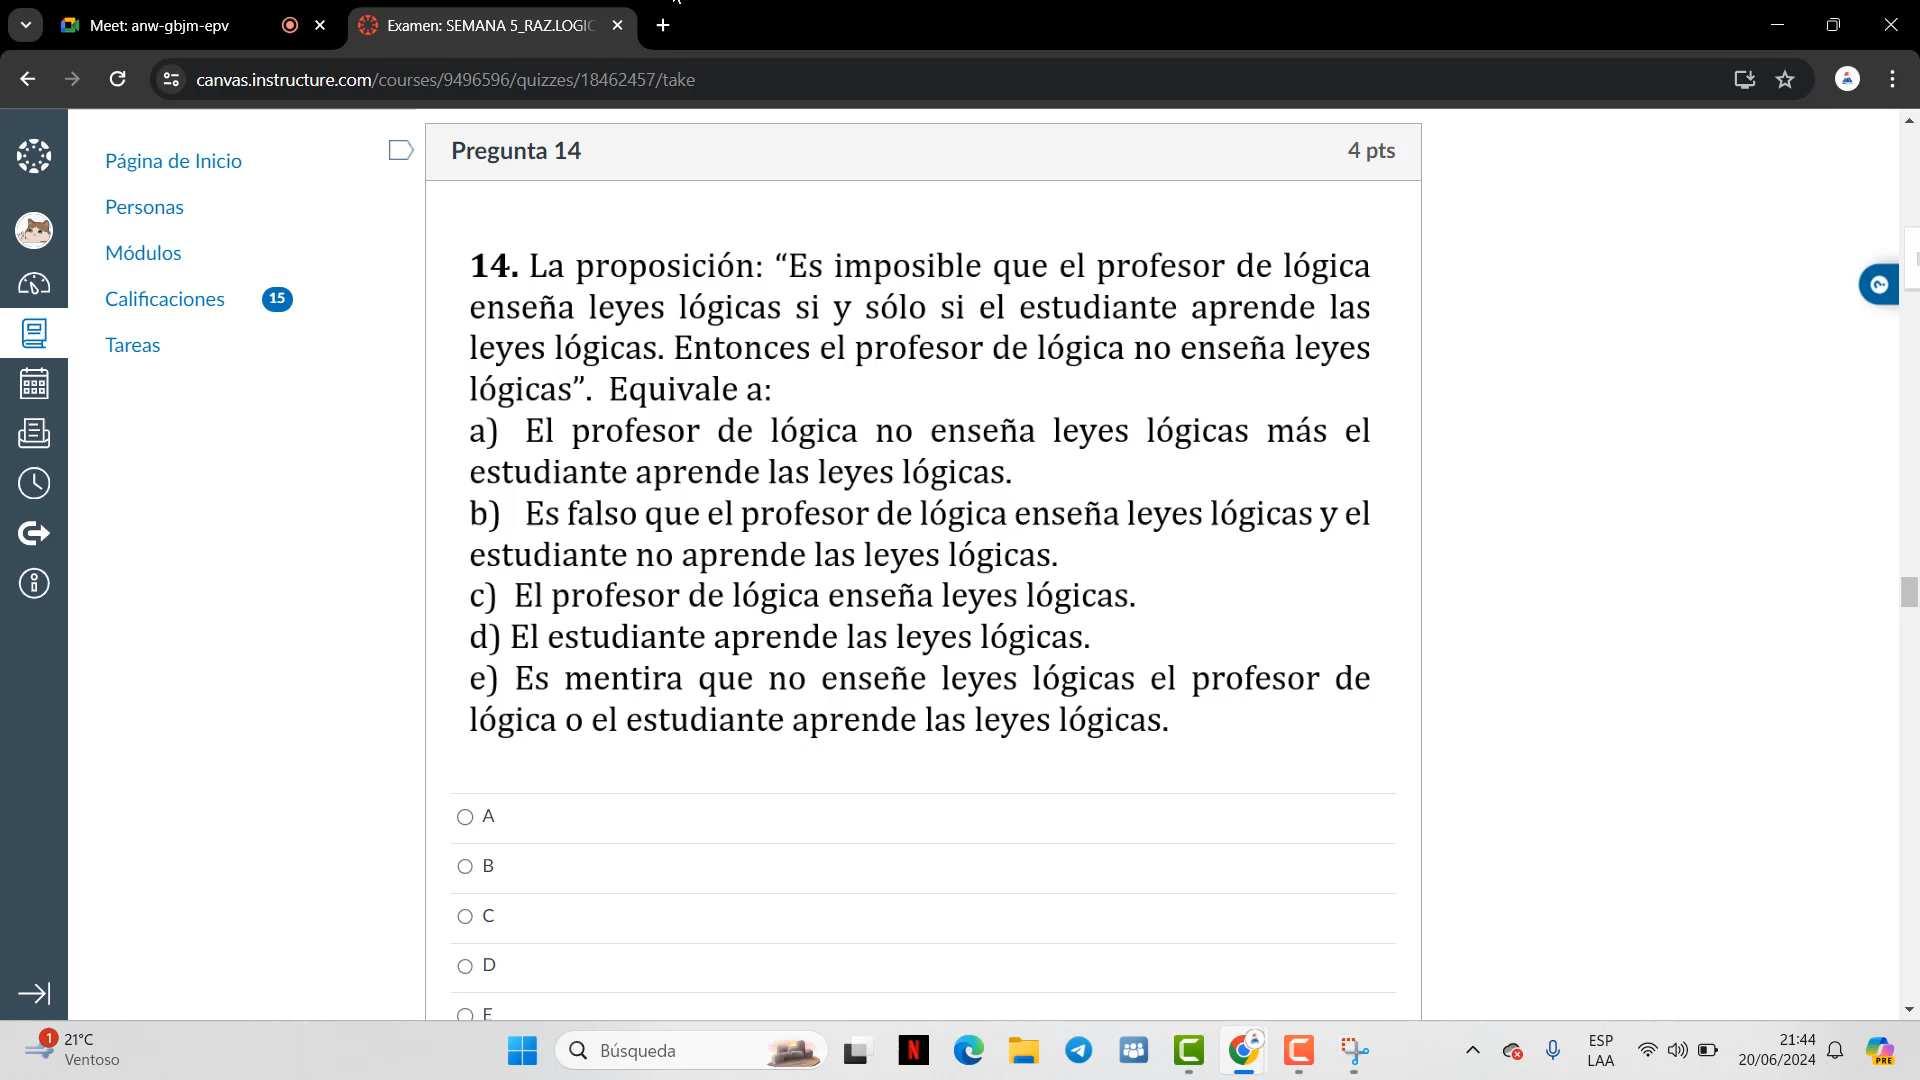 Meet: anw-gbjm-epv
Examen: SEMANA 5_RAZ.LOGIC
canvas.instructure.com/courses/9496596/quizzes/18462457/take
Página de Inicio
Personas
Módulos
Calificaciones 15
Tareas
Pregunta 14 4 pts
14. La proposición: “Es imposible que el profesor de lógica
enseña leyes lógicas si y sólo si el estudiante aprende las
leyes lógicas. Entonces el profesor de lógica no enseña leyes
lógicas”. Equivale a:
a) El profesor de lógica no enseña leyes lógicas más el
estudiante aprende las leyes lógicas.
b) Es falso que el profesor de lógica enseña leyes lógicas y el
estudiante no aprende las leyes lógicas.
c) El profesor de lógica enseña leyes lógicas.
d) El estudiante aprende las leyes lógicas.
e) Es mentira que no enseñe leyes lógicas el profesor de
lógica o el estudiante aprende las leyes lógicas.
A
B
C
D
E
1
21°C
Ventoso
Búsqueda
N
ESP
LAA
21:44
20/06/2024
PRE